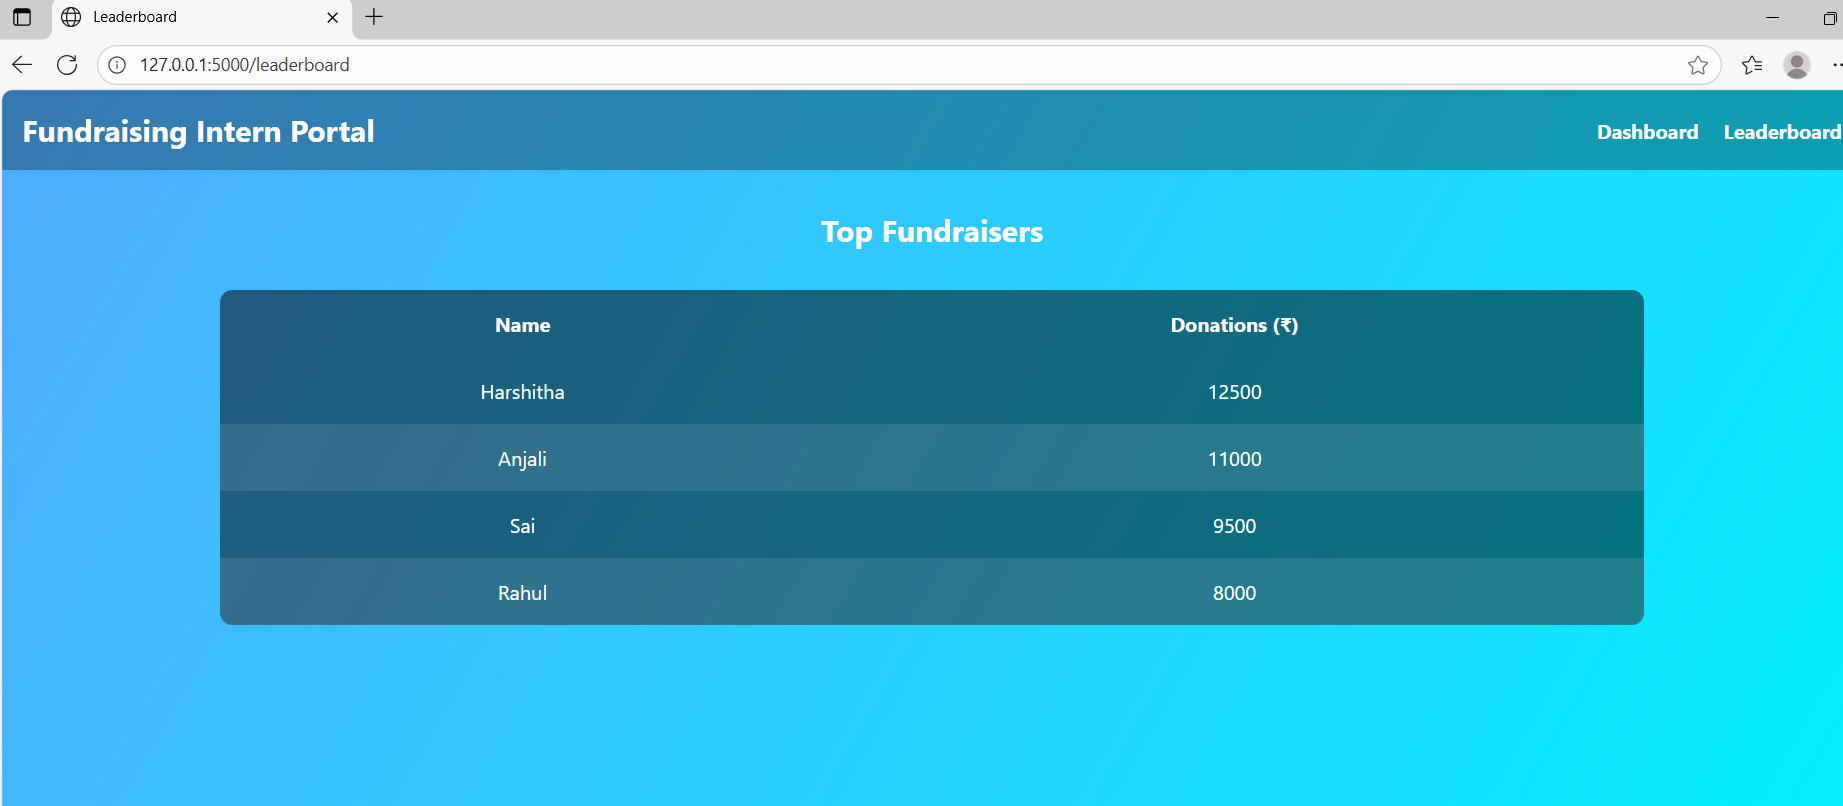 Leaderboard
127.0.0.1:5000/leaderboard
Fundraising Intern Portal Dashboard Leaderboard
Top Fundraisers
Name Donations (₹)
Harshitha 12500
Anjali 11000
Sai 9500
Rahul 8000